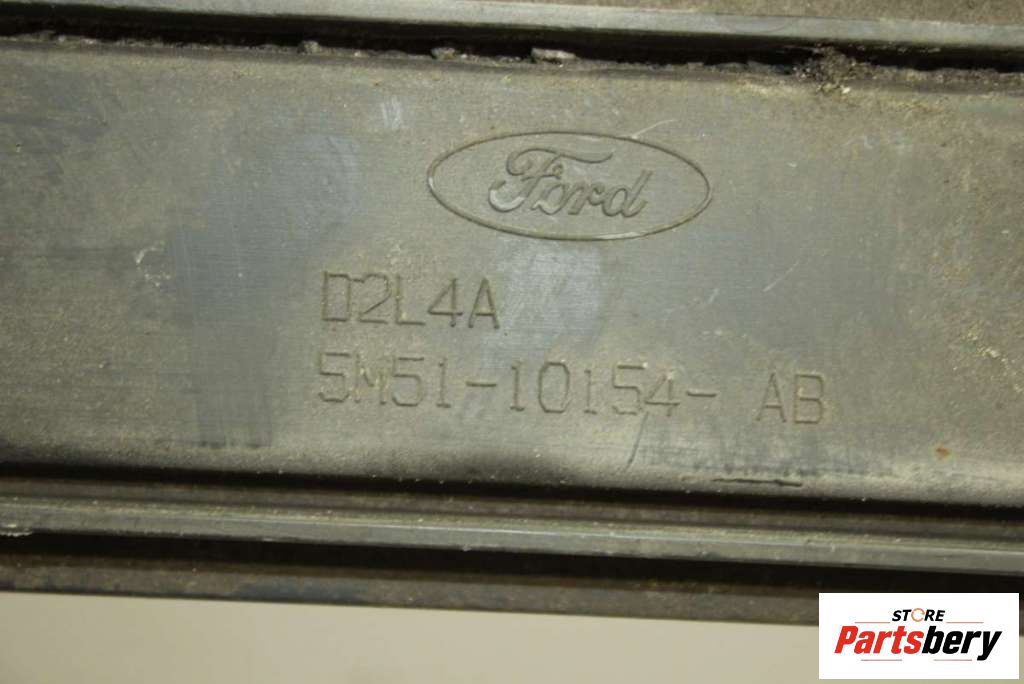 Ford
D2L4A
5M51-10154- AB
STORE
Partsbery